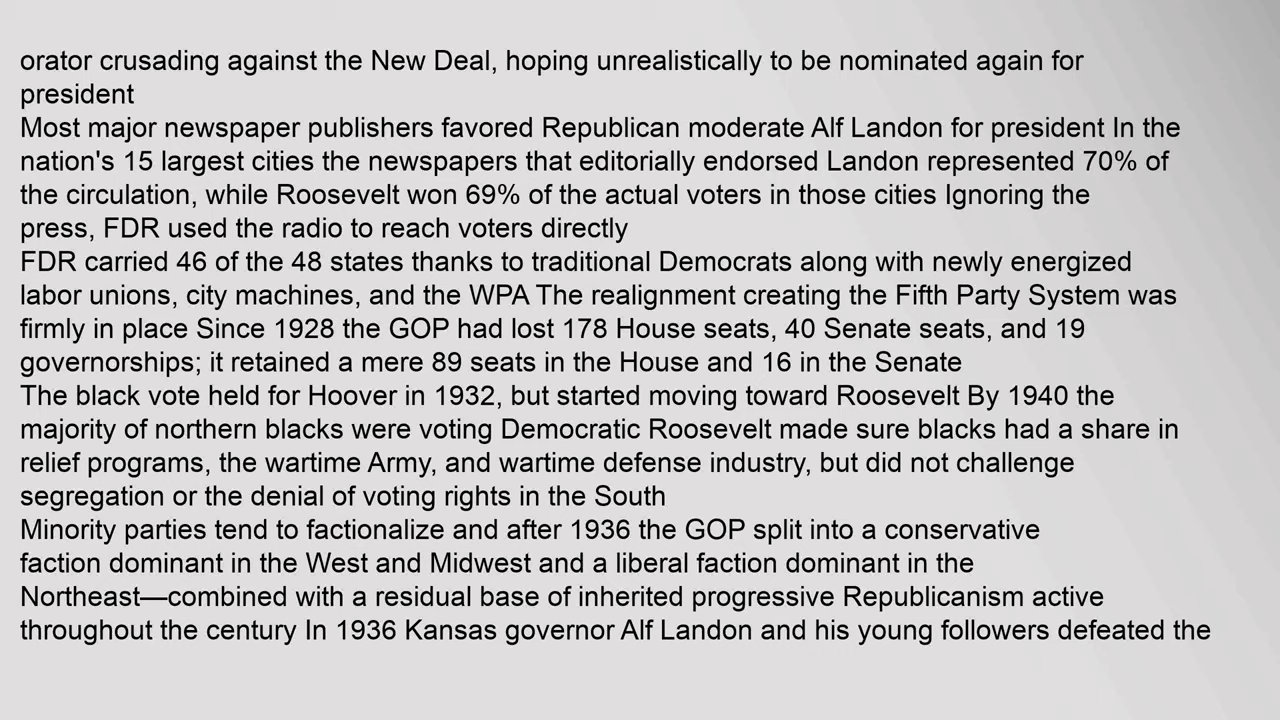 orator crusading against the New Deal, hoping unrealistically to be nominated again for
president
Most major newspaper publishers favored Republican moderate Alf Landon for president In the
nation's 15 largest cities the newspapers that editorially endorsed Landon represented 70% of
the circulation, while Roosevelt won 69% of the actual voters in those cities Ignoring the
press, FDR used the radio to reach voters directly
FDR carried 46 of the 48 states thanks to traditional Democrats along with newly energized
labor unions, city machines, and the WPA The realignment creating the Fifth Party System was
firmly in place Since 1928 the GOP had lost 178 House seats, 40 Senate seats, and 19
governorships; it retained a mere 89 seats in the House and 16 in the Senate
The black vote held for Hoover in 1932, but started moving toward Roosevelt By 1940 the
majority of northern blacks were voting Democratic Roosevelt made sure blacks had a share in
relief programs, the wartime Army, and wartime defense industry, but did not challenge
segregation or the denial of voting rights in the South
Minority parties tend to factionalize and after 1936 the GOP split into a conservative
faction dominant in the West and Midwest and a liberal faction dominant in the
Northeast—combined with a residual base of inherited progressive Republicanism active
throughout the century In 1936 Kansas governor Alf Landon and his young followers defeated the